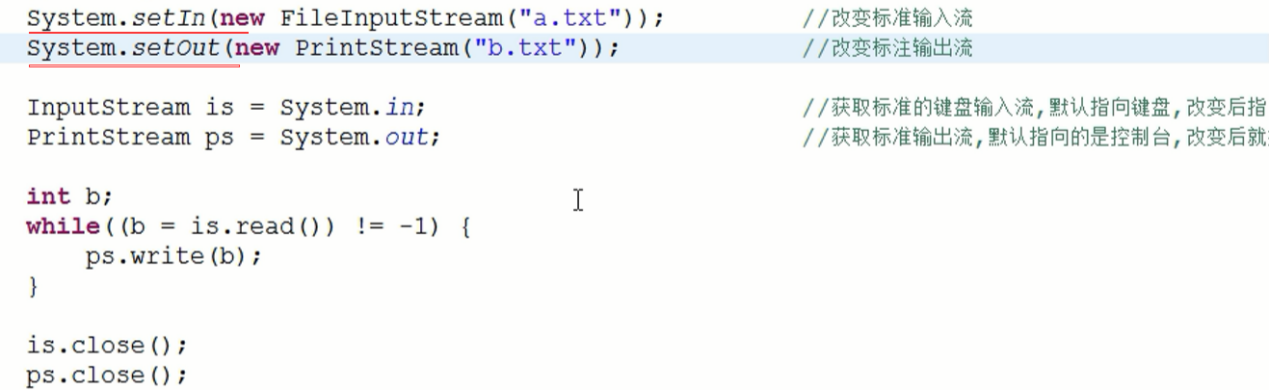 System.setIn(new FileInputStream("a.txt"));	//改变标准输入流
System.setOut(new PrintStream("b.txt"));	//改变标注输出流
InputStream is = System.in;	//获取标准的键盘输入流,默认指向键盘,改变后指
PrintStream ps = System.out;	//获取标准输出流,默认指向的是控制台,改变后就
int b;
while((b = is.read()) != -1) {
ps.write(b);
}
is.close();
ps.close();